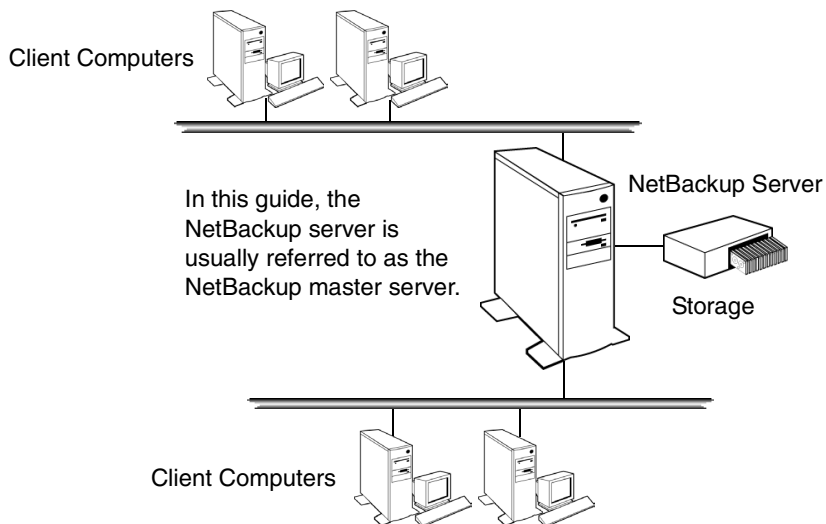 Client Computers
NetBackup Server
In this guide, the
NetBackup server is
usually referred to as the
NetBackup master server.
Storage
Client Computers